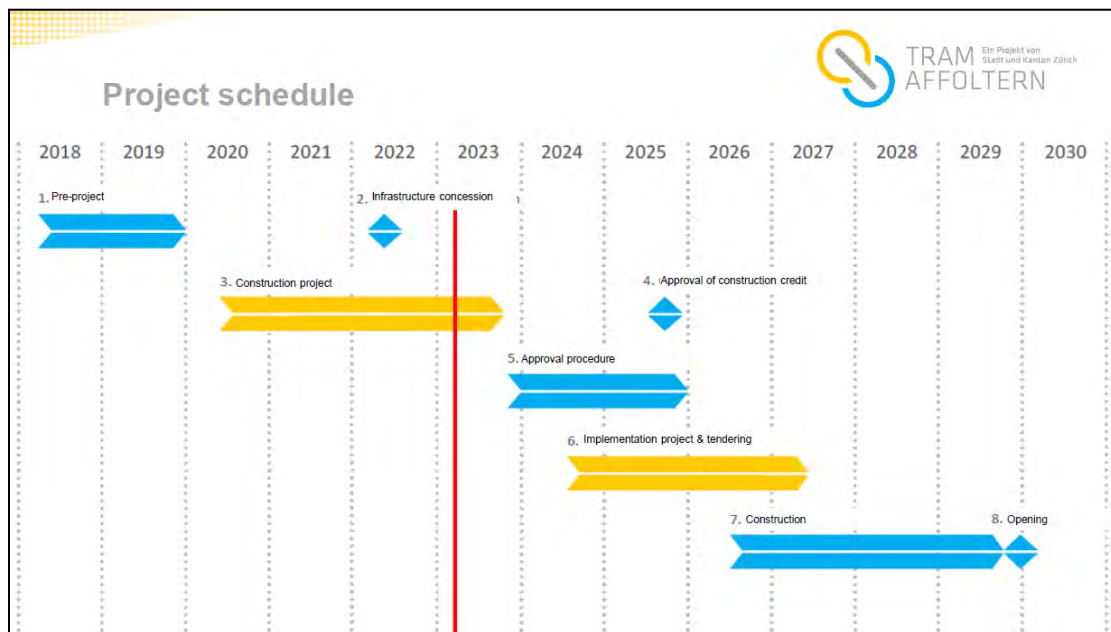 Project schedule
TRAM
AFFOLTERN
Ein Projekt von
Stadt und Kanton Zürich
2018 2019 2020 2021 2022 2023 2024 2025 2026 2027 2028 2029 2030
1. Pre-project
2. Infrastructure concession
3. Construction project
4. Approval of construction credit
5. Approval procedure
6. Implementation project & tendering
7. Construction
8. Opening